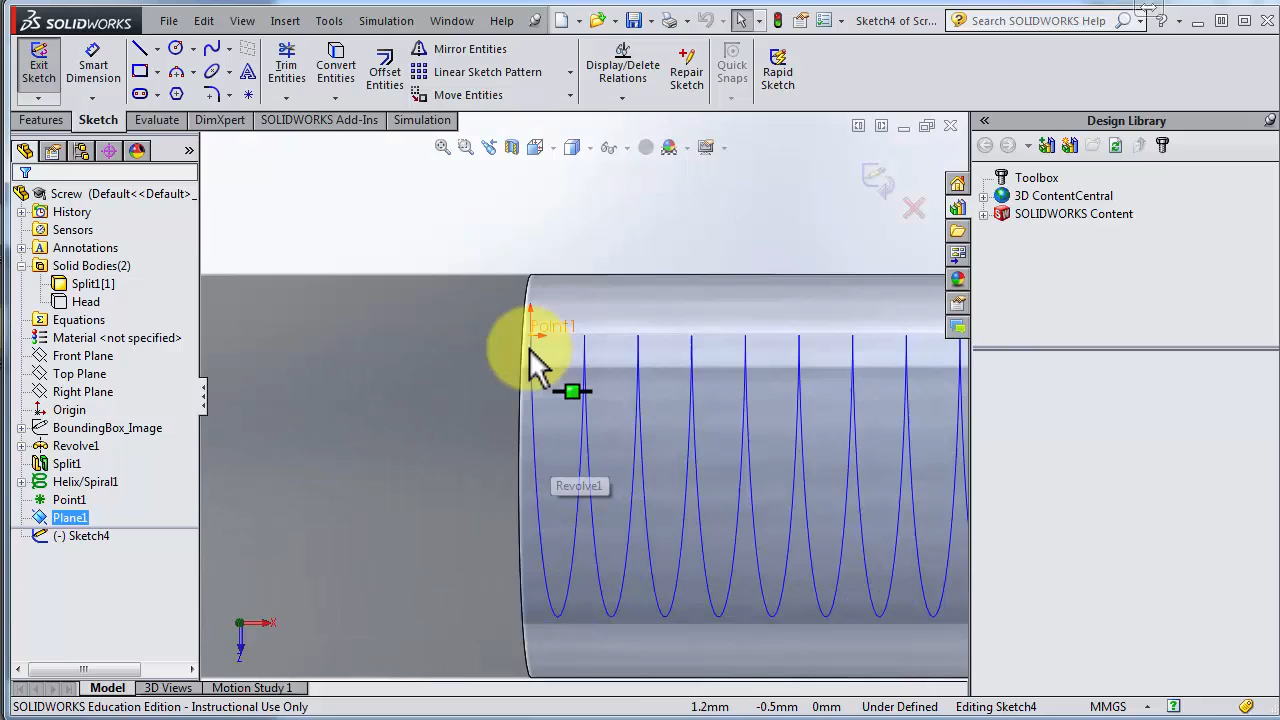 SOLIDWORKS File Edit View Insert Tools Simulation Window Help Sketch4 of Scr... Search SOLIDWORKS Help
Exit Sketch
Smart Dimension
Trim Entities
Convert Entities
Offset Entities
Mirror Entities
Linear Sketch Pattern
Move Entities
Display/Delete Relations
Repair Sketch
Quick Snaps
Rapid Sketch
Features Sketch Evaluate DimXpert SOLIDWORKS Add-Ins Simulation
Design Library
Toolbox
3D ContentCentral
SOLIDWORKS Content
Screw (Default<<Default>_
History
Sensors
Annotations
Solid Bodies(2)
Split1[1]
Head
Equations
Material <not specified>
Front Plane
Top Plane
Right Plane
Origin
BoundingBox_Image
Revolve1
Split1
Helix/Spiral1
Point1
Plane1
(-) Sketch4
Point1
Revolve1
X
Z
Model 3D Views Motion Study 1
SOLIDWORKS Education Edition - Instructional Use Only 1.2mm -0.5mm 0mm Under Defined Editing Sketch4 MMGS